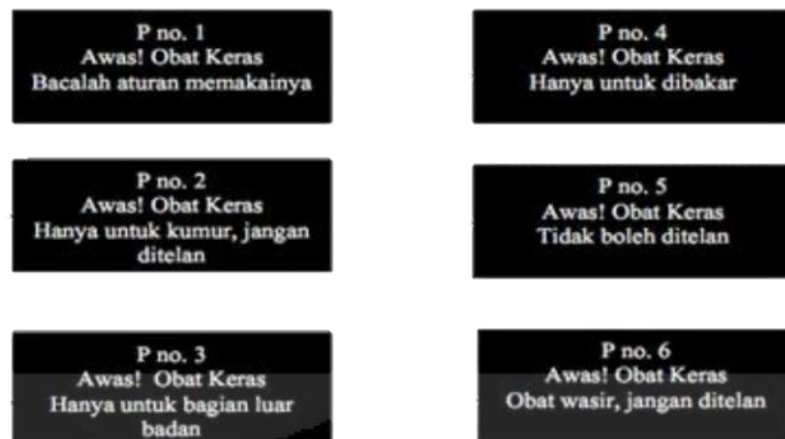 P no. 1
Awas! Obat Keras
Bacalah aturan memakainya
P no. 2
Awas! Obat Keras
Hanya untuk kumur, jangan
ditelan
P no. 3
Awas! Obat Keras
Hanya untuk bagian luar
badan
P no. 4
Awas! Obat Keras
Hanya untuk dibakar
P no. 5
Awas! Obat Keras
Tidak boleh ditelan
P no. 6
Awas! Obat Keras
Obat wasir, jangan ditelan